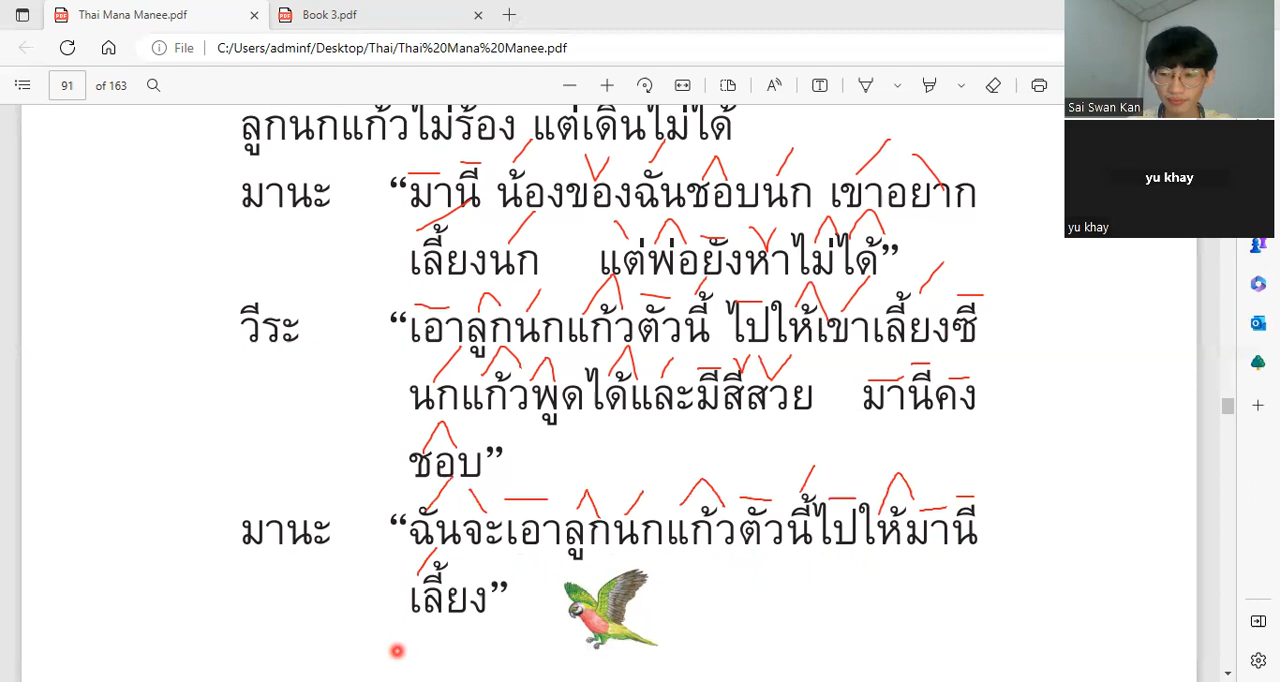 Thai Mana Manee.pdf
Book 3.pdf
File C:/Users/adminf/Desktop/Thai/Thai%20Mana%20Manee.pdf
91 of 163
Sai Swan Kan
yu khay
yu khay
ลูกนกแก้วไม่ร้อง แต่เดินไม่ได้
มานะ “มานี น้องของฉันชอบนก เขาอยาก
เลี้ยงนก แต่พ่อยังหาไม่ได้”
วีระ “เอาลูกนกแก้วตัวนี้ ไปให้เขาเลี้ยงซี
นกแก้วพูดได้และมีสีสวย มานีคง
ชอบ”
มานะ “ฉันจะเอาลูกนกแก้วตัวนี้ไปให้มานี
เลี้ยง”